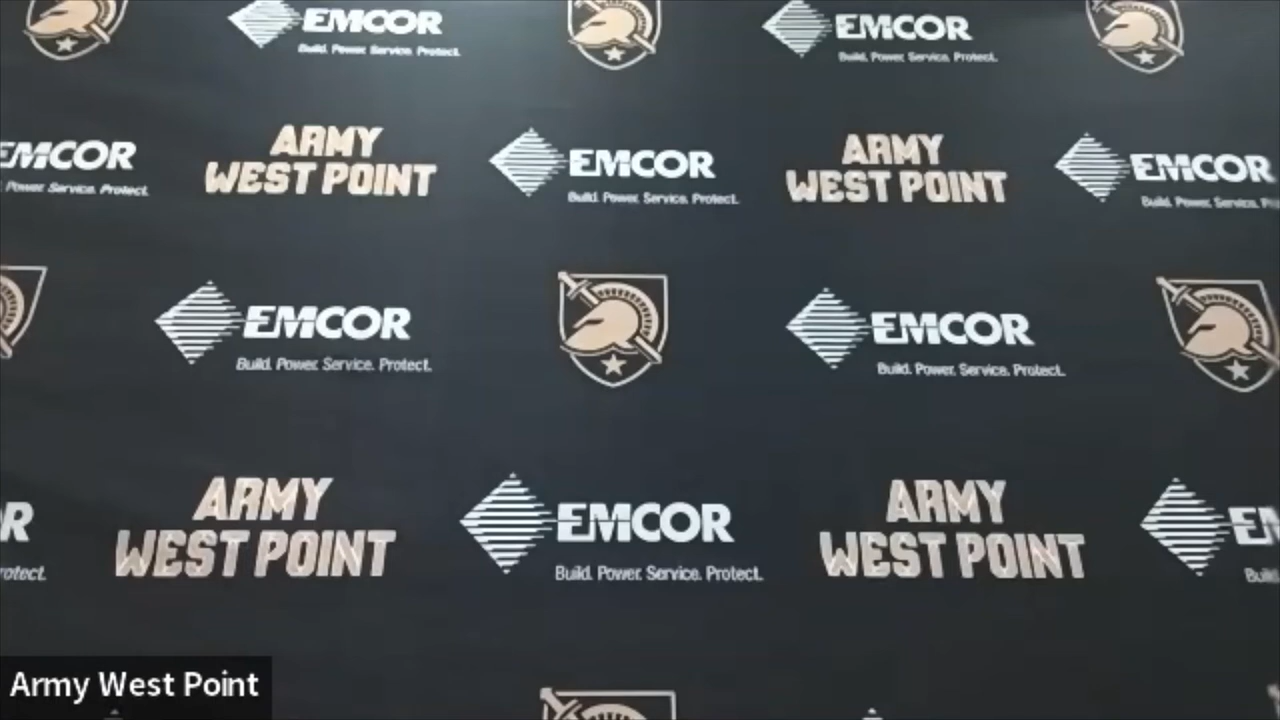 EMCOR
Build. Power. Service. Protect.
EMCOR
Build. Power. Service. Protect.
EMCOR
Power. Service. Protect.
ARMY
WEST POINT
EMCOR
Build. Power. Service. Protect.
ARMY
WEST POINT
EMCOR
Build. Power. Service.
EMCOR
Build. Power. Service. Protect.
EMCOR
Build. Power. Service. Protect.
ARMY
WEST POINT
EMCOR
Build. Power. Service. Protect.
ARMY
WEST POINT
Army West Point